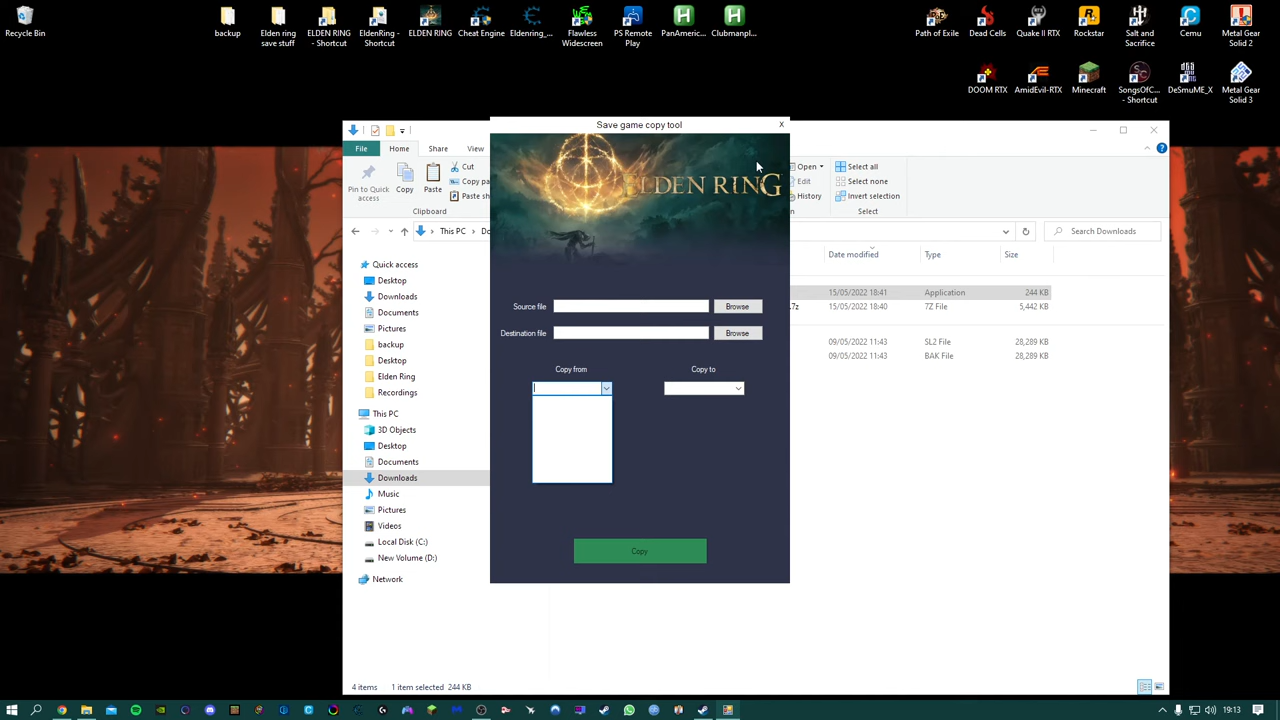 Recycle Bin
backup
Elden ring save stuff
ELDEN RING - Shortcut
EldenRing - Shortcut
ELDEN RING
Cheat Engine
Eldenring_...
Flawless Widescreen
PS Remote Play
PanAmeric...
Clubmanpl...
Path of Exile
Dead Cells
Quake II RTX
Rockstar
Salt and Sacrifice
Cemu
Metal Gear Solid 2
DOOM RTX
AmidEvil-RTX
Minecraft
SongsOfC... - Shortcut
DeSmuME_X
Metal Gear Solid 3
Save game copy tool
X
ELDEN RING
Source file
Browse
Destination file
Browse
Copy from
Copy to
Copy
File
Home
Share
View
Pin to Quick access
Copy
Paste
Cut
Copy pa
Paste sh
Clipboard
Open
Edit
History
Select all
Select none
Invert selection
Select
This PC
Search Downloads
Date modified
Type
Size
15/05/2022 18:41 Application 244 KB
.7z 15/05/2022 18:40 7Z File 5,442 KB
09/05/2022 11:43 SL2 File 28,289 KB
09/05/2022 11:43 BAK File 28,289 KB
Quick access
Desktop
Downloads
Documents
Pictures
backup
Desktop
Elden Ring
Recordings
This PC
3D Objects
Desktop
Documents
Downloads
Music
Pictures
Videos
Local Disk (C:)
New Volume (D:)
Network
4 items 1 item selected 244 KB
19:13